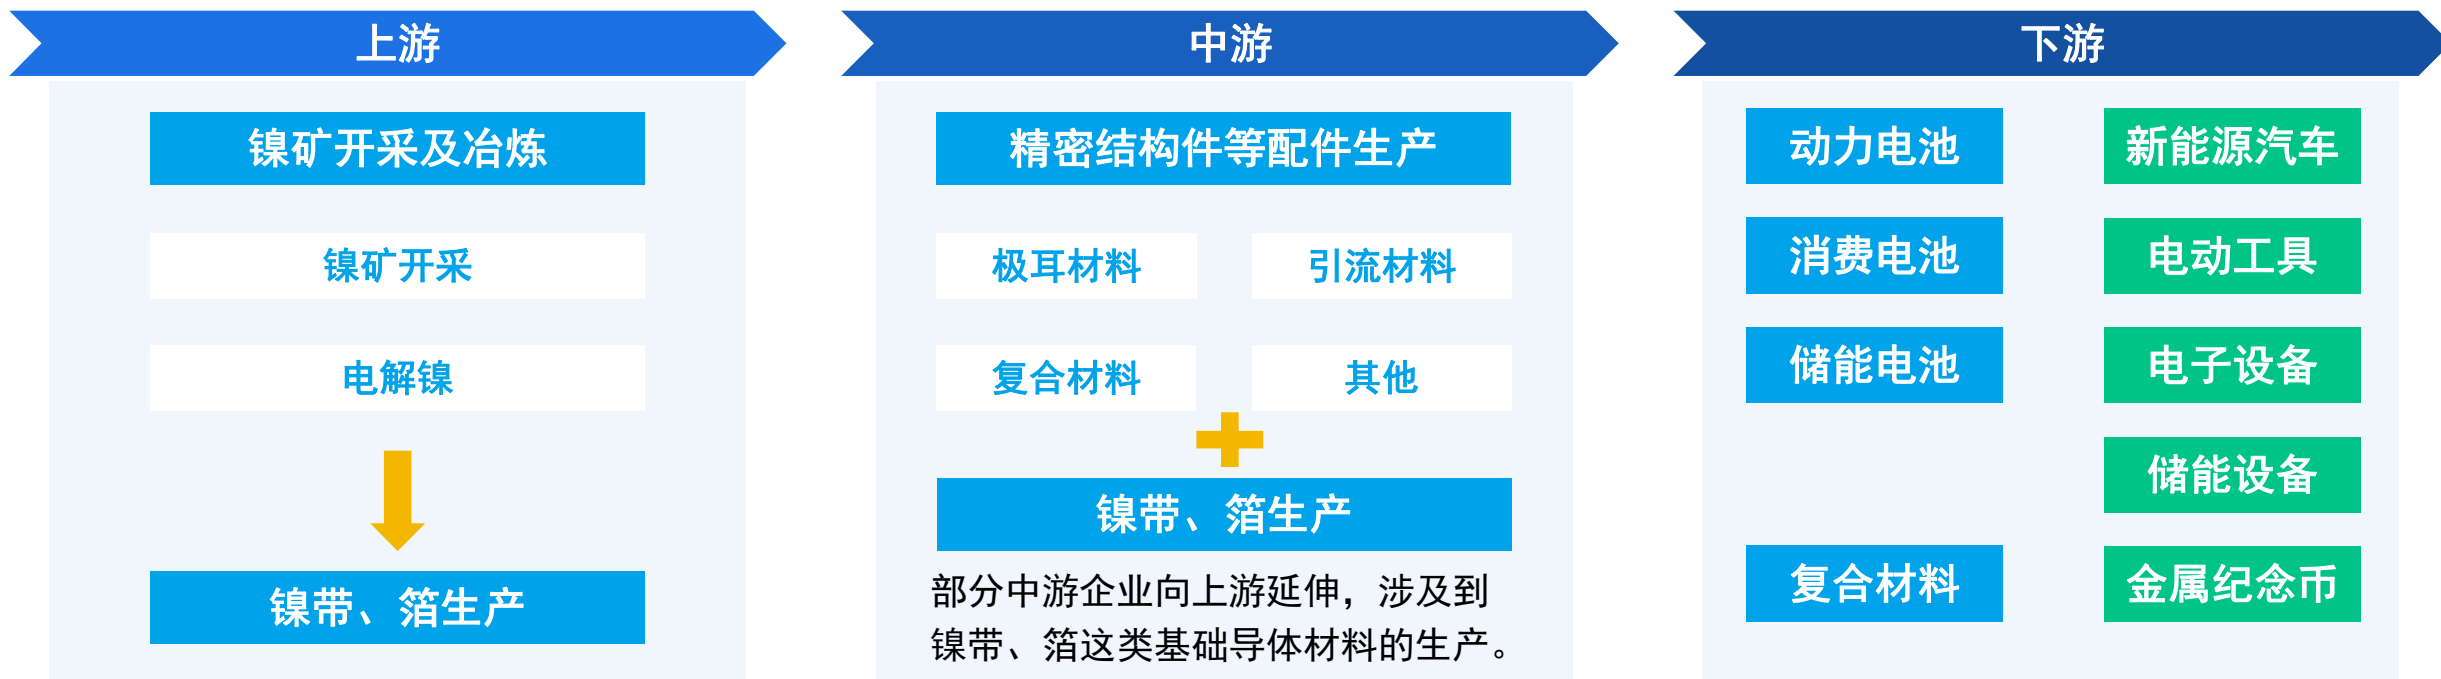 上游
镍矿开采及冶炼
镍矿开采
电解镍
镍带、箔生产
中游
精密结构件等配件生产
极耳材料
引流材料
复合材料
其他
镍带、箔生产
部分中游企业向上游延伸，涉及到
镍带、箔这类基础导体材料的生产。
下游
动力电池
新能源汽车
消费电池
电动工具
储能电池
电子设备
储能设备
复合材料
金属纪念币